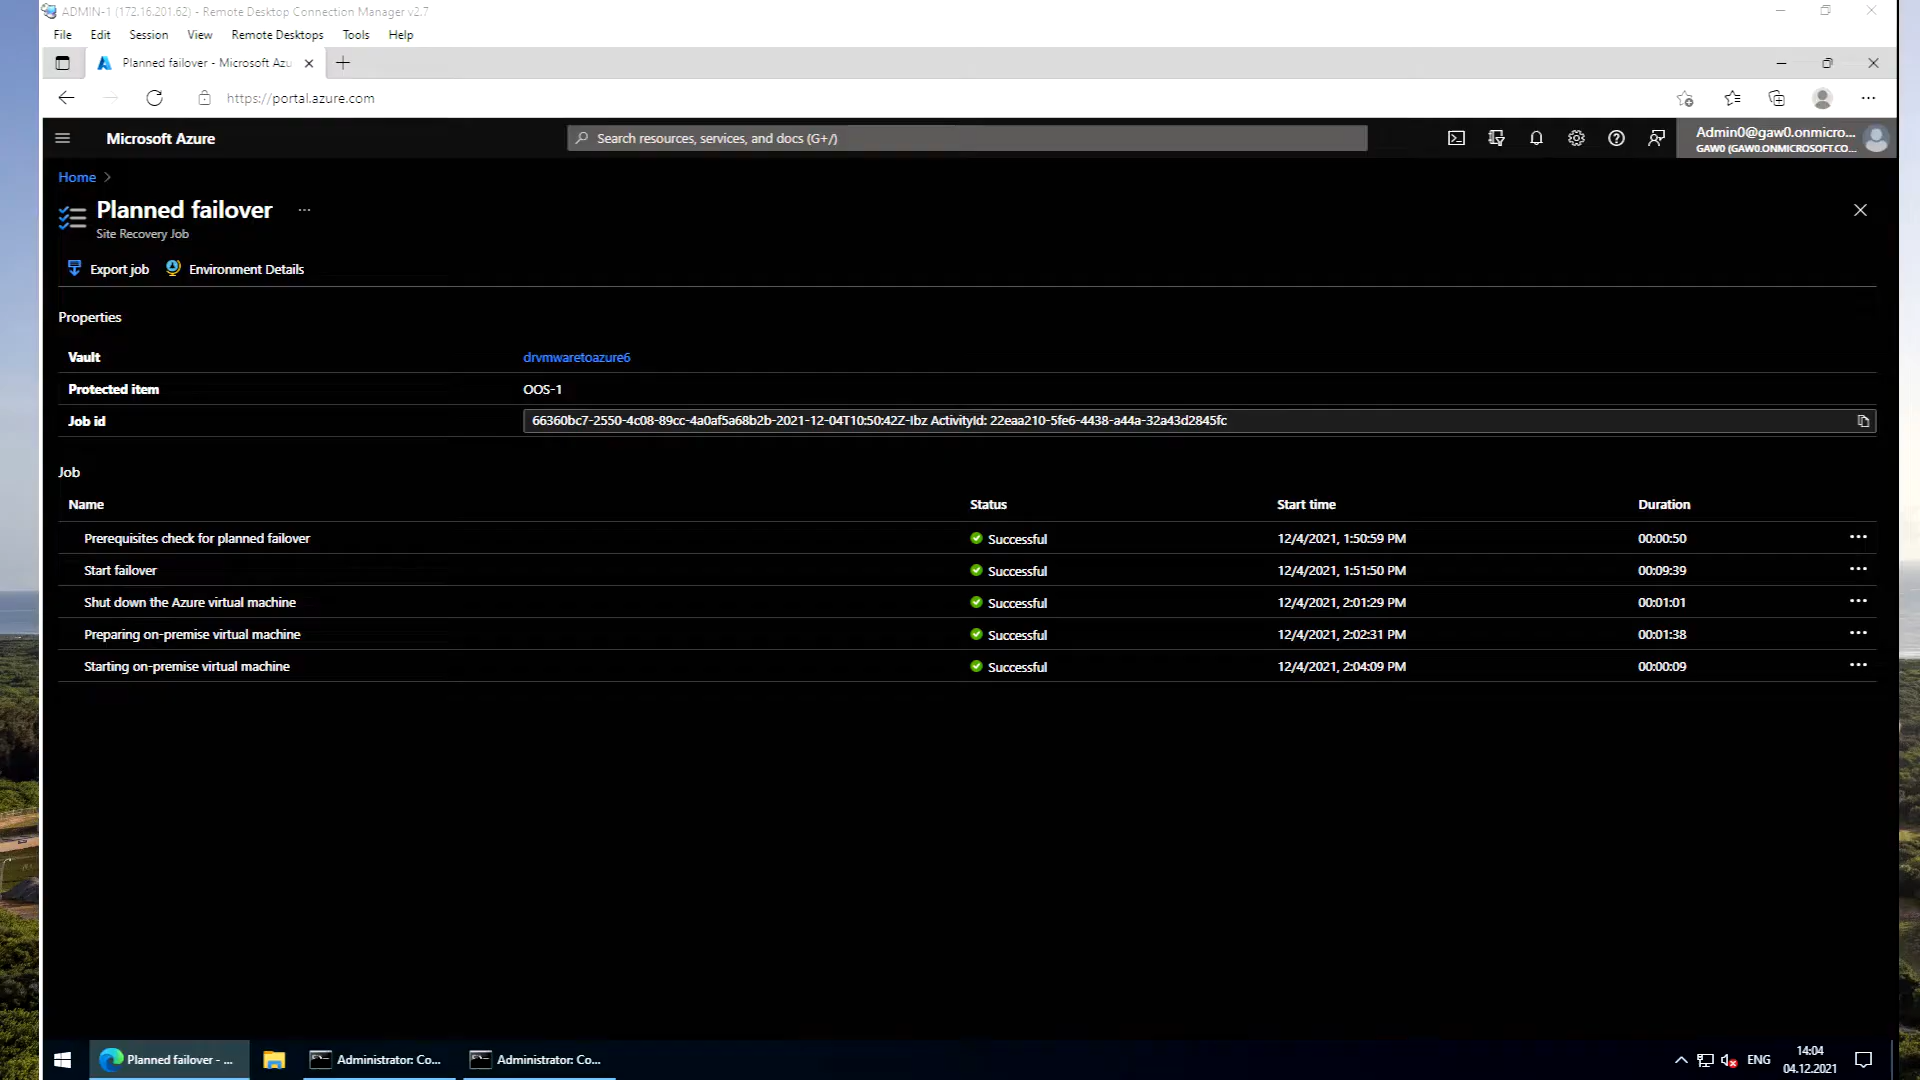 ADMIN-1 (172.16.201.62) - Remote Desktop Connection Manager v2.7
File Edit Session View Remote Desktops Tools Help
Planned failover - Microsoft Azu
https://portal.azure.com
Microsoft Azure
Search resources, services, and docs (G+/)
Admin0@gaw0.onmicro...
GAW0 (GAW0.ONMICROSOFT.CO...
Home >
Planned failover ...
Site Recovery Job
Export job Environment Details
Properties
Vault drvmwaretoazure6
Protected item OOS-1
Job id 66360bc7-2550-4c08-89cc-4a0af5a68b2b-2021-12-04T10:50:42Z-Ibz ActivityId: 22eaa210-5fe6-4438-a44a-32a43d2845fc
Job
Name Status Start time Duration
Prerequisites check for planned failover Successful 12/4/2021, 1:50:59 PM 00:00:50
Start failover Successful 12/4/2021, 1:51:50 PM 00:09:39
Shut down the Azure virtual machine Successful 12/4/2021, 2:01:29 PM 00:01:01
Preparing on-premise virtual machine Successful 12/4/2021, 2:02:31 PM 00:01:38
Starting on-premise virtual machine Successful 12/4/2021, 2:04:09 PM 00:00:09
Planned failover - ... Administrator: Co... Administrator: Co... ENG 14:04
04.12.2021